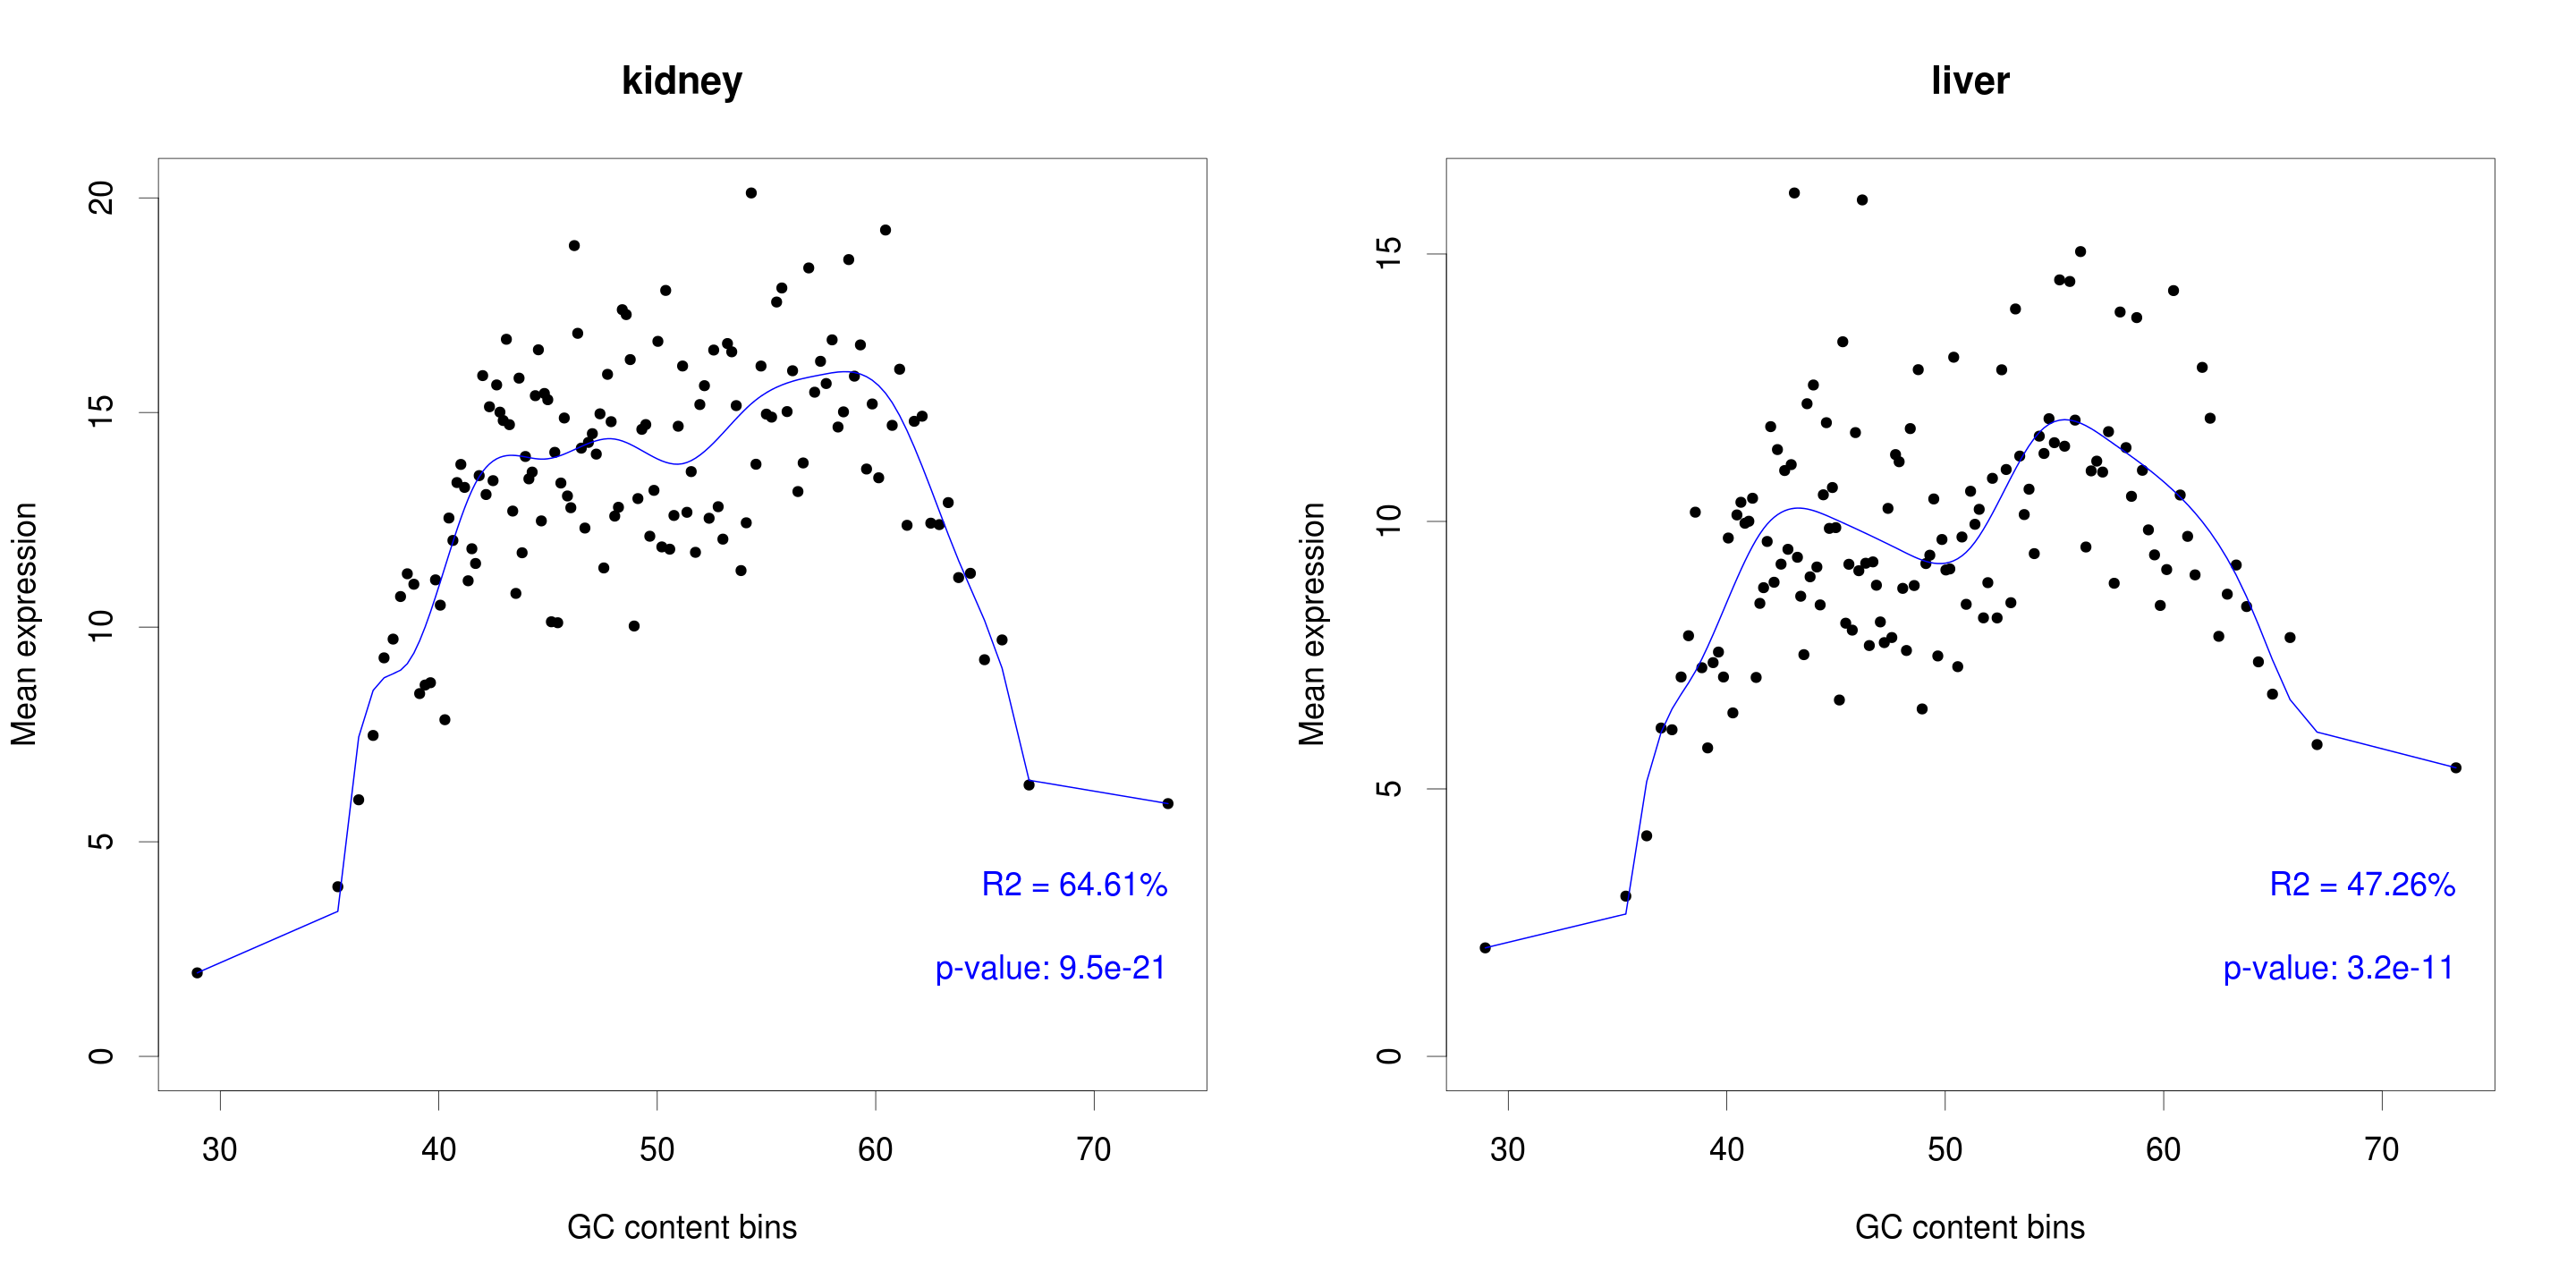 kidney
Mean expression
20
15
10
5
0
R2 = 64.61%
p-value: 9.5e-21
30 40 50 60 70
GC content bins
liver
Mean expression
15
10
5
0
R2 = 47.26%
p-value: 3.2e-11
30 40 50 60 70
GC content bins